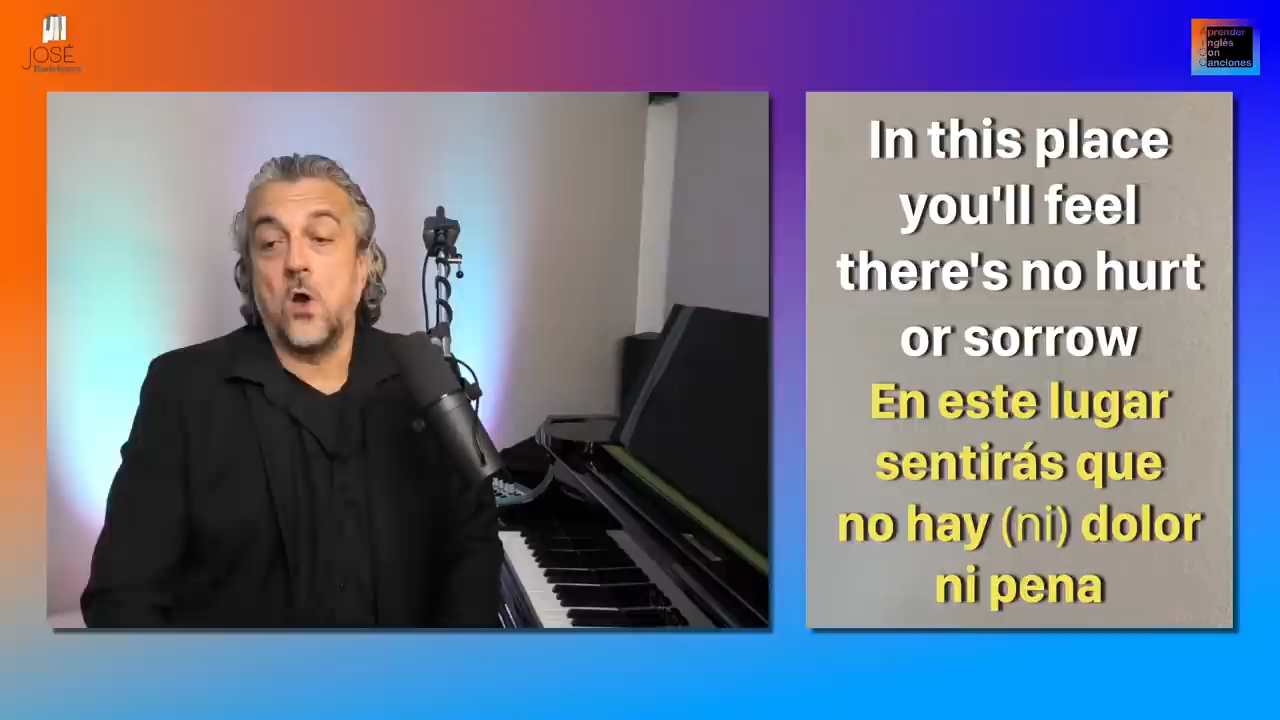 JOSÉ
Rodríguez
Aprender
Inglés
Con
Canciones
In this place
you'll feel
there's no hurt
or sorrow
En este lugar
sentirás que
no hay (ni) dolor
ni pena